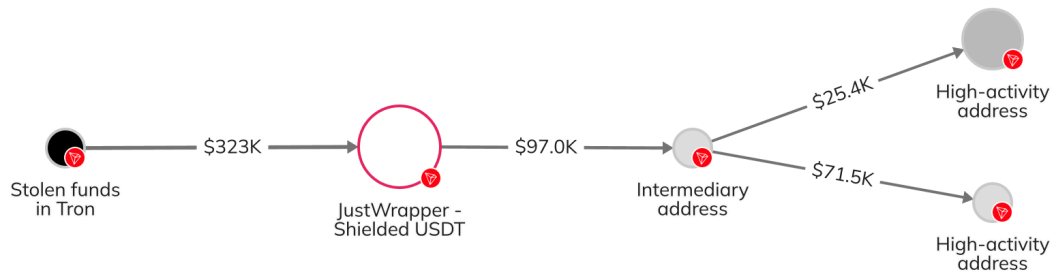 $323K
Stolen funds
in Tron
JustWrapper -
Shielded USDT
$97.0K
Intermediary
address
$25.4K
High-activity
address
$71.5K
High-activity
address